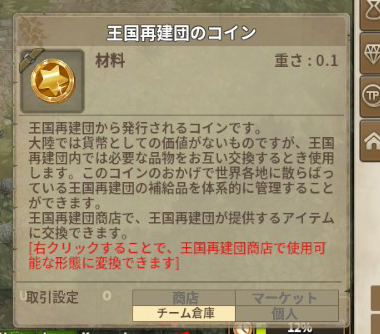 王国再建団のコイン
材料 重さ : 0.1
王国再建団から発行されるコインです。
大陸では貨幣としての価値がないものですが、王国
再建団内では必要な品物をお互い交換するとき使用
します。このコインのおかげで世界各地に散らばっ
ている王国再建団の補給品を体系的に管理すること
ができます。
王国再建団商店で、王国再建団が提供するアイテム
に交換できます。
[右クリックすることで、王国再建団商店で使用可
能な形態に変換できます]
取引設定 商店 マーケット
チーム倉庫 個人
12%
TP